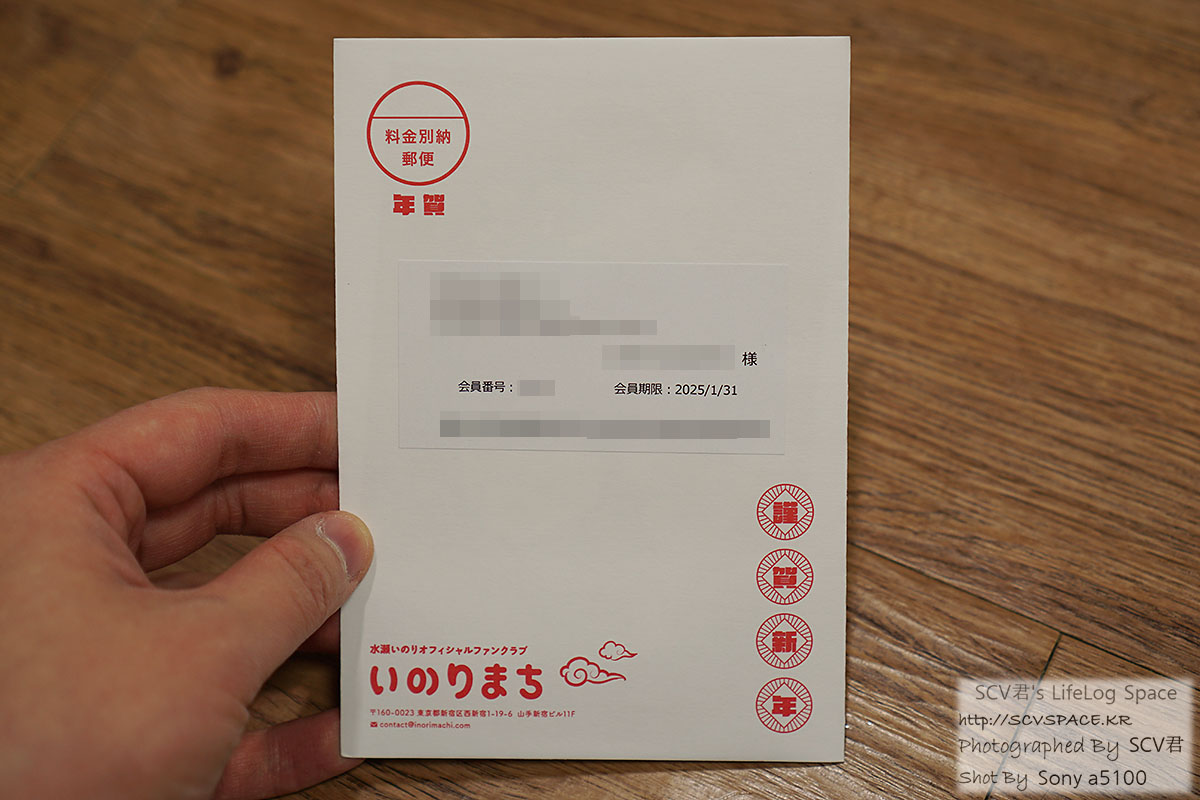 料金別納
郵便
年賀
様
会員番号：
会員期限：2025/1/31
謹
賀
新
年
水瀬いのりオフィシャルファンクラブ
いのりまち
〒160-0023 東京都新宿区西新宿1-19-6 山手新宿ビル11F
contact@inorimachi.com
SCV君's LifeLog Space
http://SCVSPACE.KR
Photographed By SCV君
Shot By Sony a5100